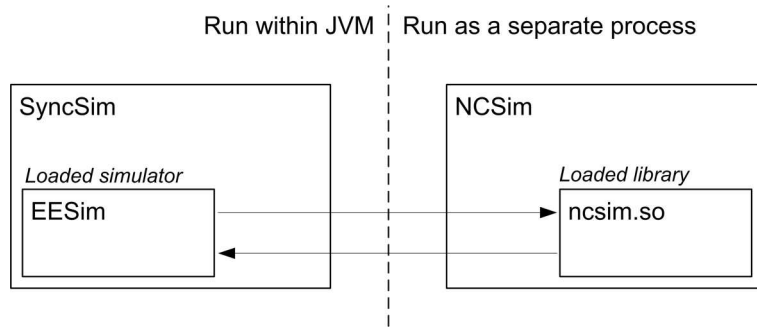 Run within JVM
Run as a separate process
SyncSim
NCSim
Loaded simulator
Loaded library
EESim
ncsim.so